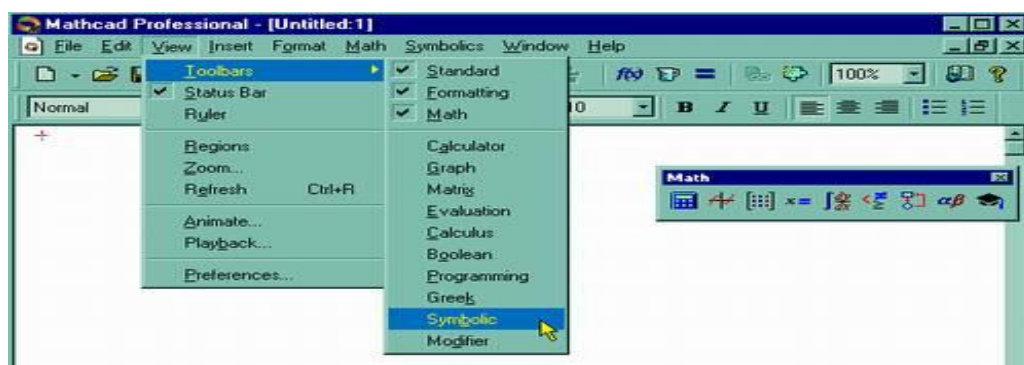 Mathcad Professional - [Untitled:1]
File Edit View Insert Format Math Symbolics Window Help
Toolbars
Status Bar
Ruler
Regions
Zoom...
Refresh Ctrl+R
Animate...
Playback...
Preferences...
Standard
Formatting
Math
Calculator
Graph
Matrix
Evaluation
Calculus
Boolean
Programming
Greek
Symbolic
Modifier
f(x) = 100% ?
Normal 10 B I U
Math
x= αβ